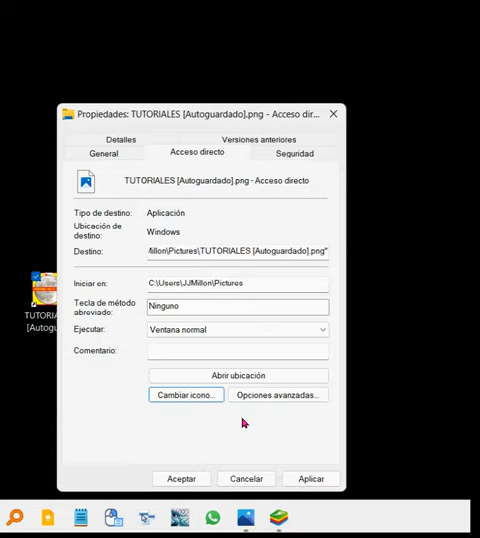 Propiedades: TUTORIALES [Autoguardado].png - Acceso dir...
Detalles
Versiones anteriores
General
Acceso directo
Seguridad
TUTORIALES [Autoguardado].png - Acceso directo
Tipo de destino:
Aplicación
Ubicación de destino:
Windows
Destino:
Millon\Pictures\TUTORIALES [Autoguardado].png"
Iniciar en:
C:\Users\JJMillon\Pictures
Tecla de método abreviado:
Ninguno
Ejecutar:
Ventana normal
Comentario:
TUTORI
[Autogu
Abrir ubicación
Cambiar icono...
Opciones avanzadas...
Aceptar
Cancelar
Aplicar